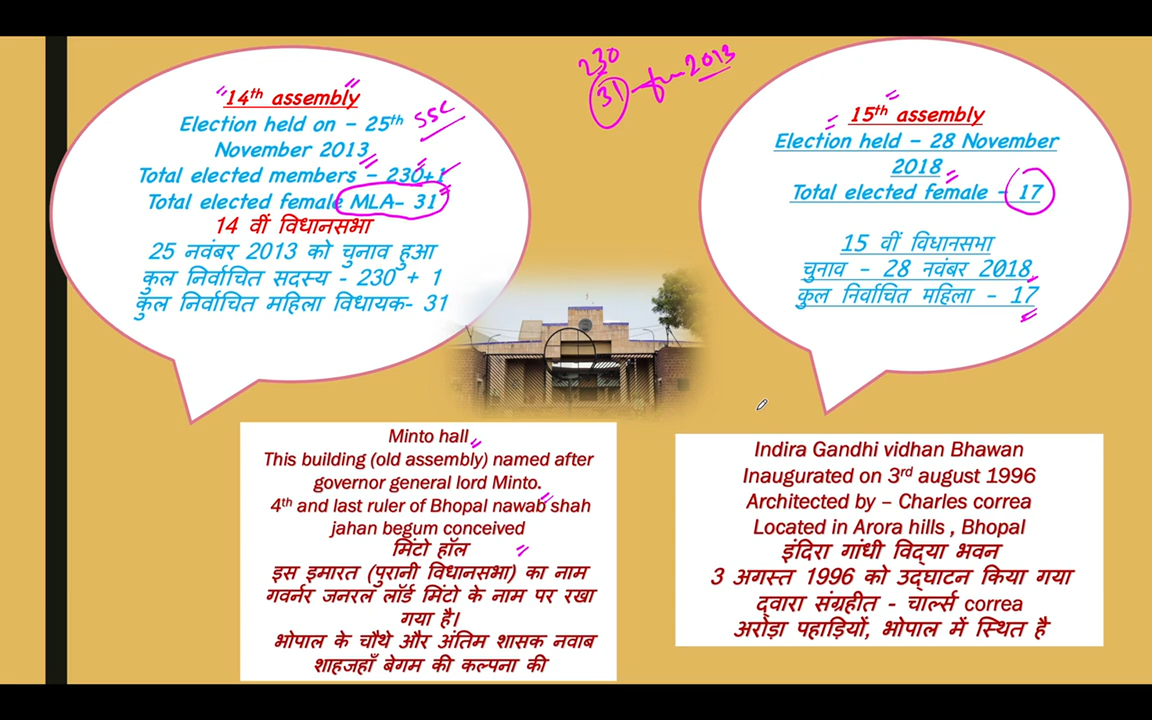 14th assembly
Election held on – 25th
November 2013
Total elected members – 230+1
Total elected female MLA– 31
14 वीं विधानसभा
25 नवंबर 2013 को चुनाव हुआ
कुल निर्वाचित सदस्य - 230 + 1
कुल निर्वाचित महिला विधायक- 31
SSC
230
31
2013
15th assembly
Election held – 28 November
2018
Total elected female – 17
15 वीं विधानसभा
चुनाव – 28 नवंबर 2018
कुल निर्वाचित महिला – 17
Minto hall
This building (old assembly) named after
governor general lord Minto.
4th and last ruler of Bhopal nawab shah
jahan begum conceived
मिंटो हॉल
इस इमारत (पुरानी विधानसभा) का नाम
गवर्नर जनरल लॉर्ड मिंटो के नाम पर रखा
गया है।
भोपाल के चौथे और अंतिम शासक नवाब
शाहजहाँ बेगम की कल्पना की
Indira Gandhi vidhan Bhawan
Inaugurated on 3rd august 1996
Architected by – Charles correa
Located in Arora hills , Bhopal
इंदिरा गांधी विद्या भवन
3 अगस्त 1996 को उद्घाटन किया गया
द्वारा संग्रहीत - चार्ल्स correa
अरोड़ा पहाड़ियों, भोपाल में स्थित है